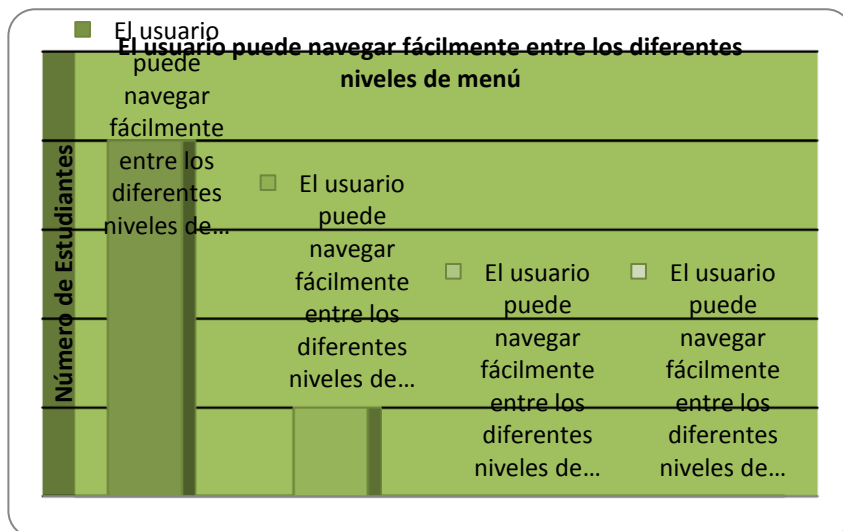 El usuario puede navegar fácilmente entre los diferentes
niveles de menú
Número de Estudiantes
El usuario
puede
navegar
fácilmente
entre los
diferentes
niveles de…
El usuario
puede
navegar
fácilmente
entre los
diferentes
niveles de…
El usuario
puede
navegar
fácilmente
entre los
diferentes
niveles de…
El usuario
puede
navegar
fácilmente
entre los
diferentes
niveles de…